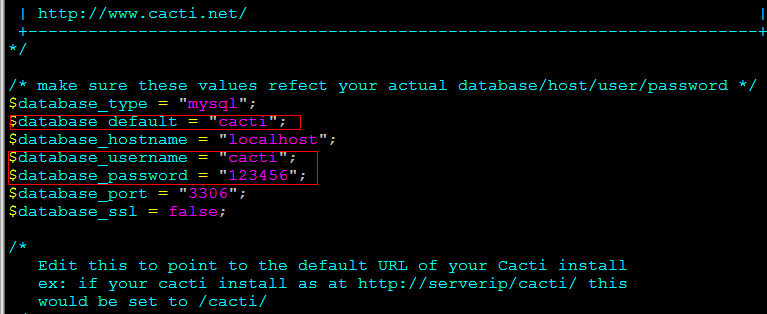 | http://www.cacti.net/ |
+-------------------------------------------------------------------------+
*/
/* make sure these values refect your actual database/host/user/password */
$database_type = "mysql";
$database_default = "cacti";
$database_hostname = "localhost";
$database_username = "cacti";
$database_password = "123456";
$database_port = "3306";
$database_ssl = false;
/*
Edit this to point to the default URL of your Cacti install
ex: if your cacti install as at http://serverip/cacti/ this
would be set to /cacti/